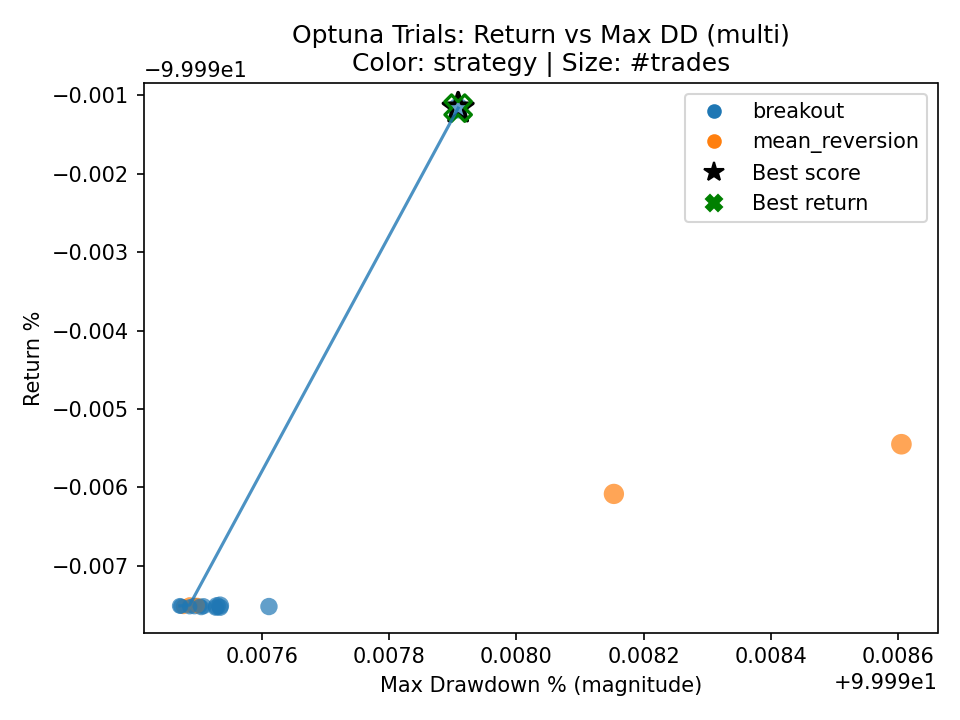 Optuna Trials: Return vs Max DD (multi)
Color: strategy | Size: #trades
−9.999e1
−0.001
−0.002
−0.003
−0.004
−0.005
−0.006
−0.007
Return %
breakout
mean_reversion
Best score
Best return
0.0076
0.0078
0.0080
0.0082
0.0084
0.0086
Max Drawdown % (magnitude)
+9.999e1